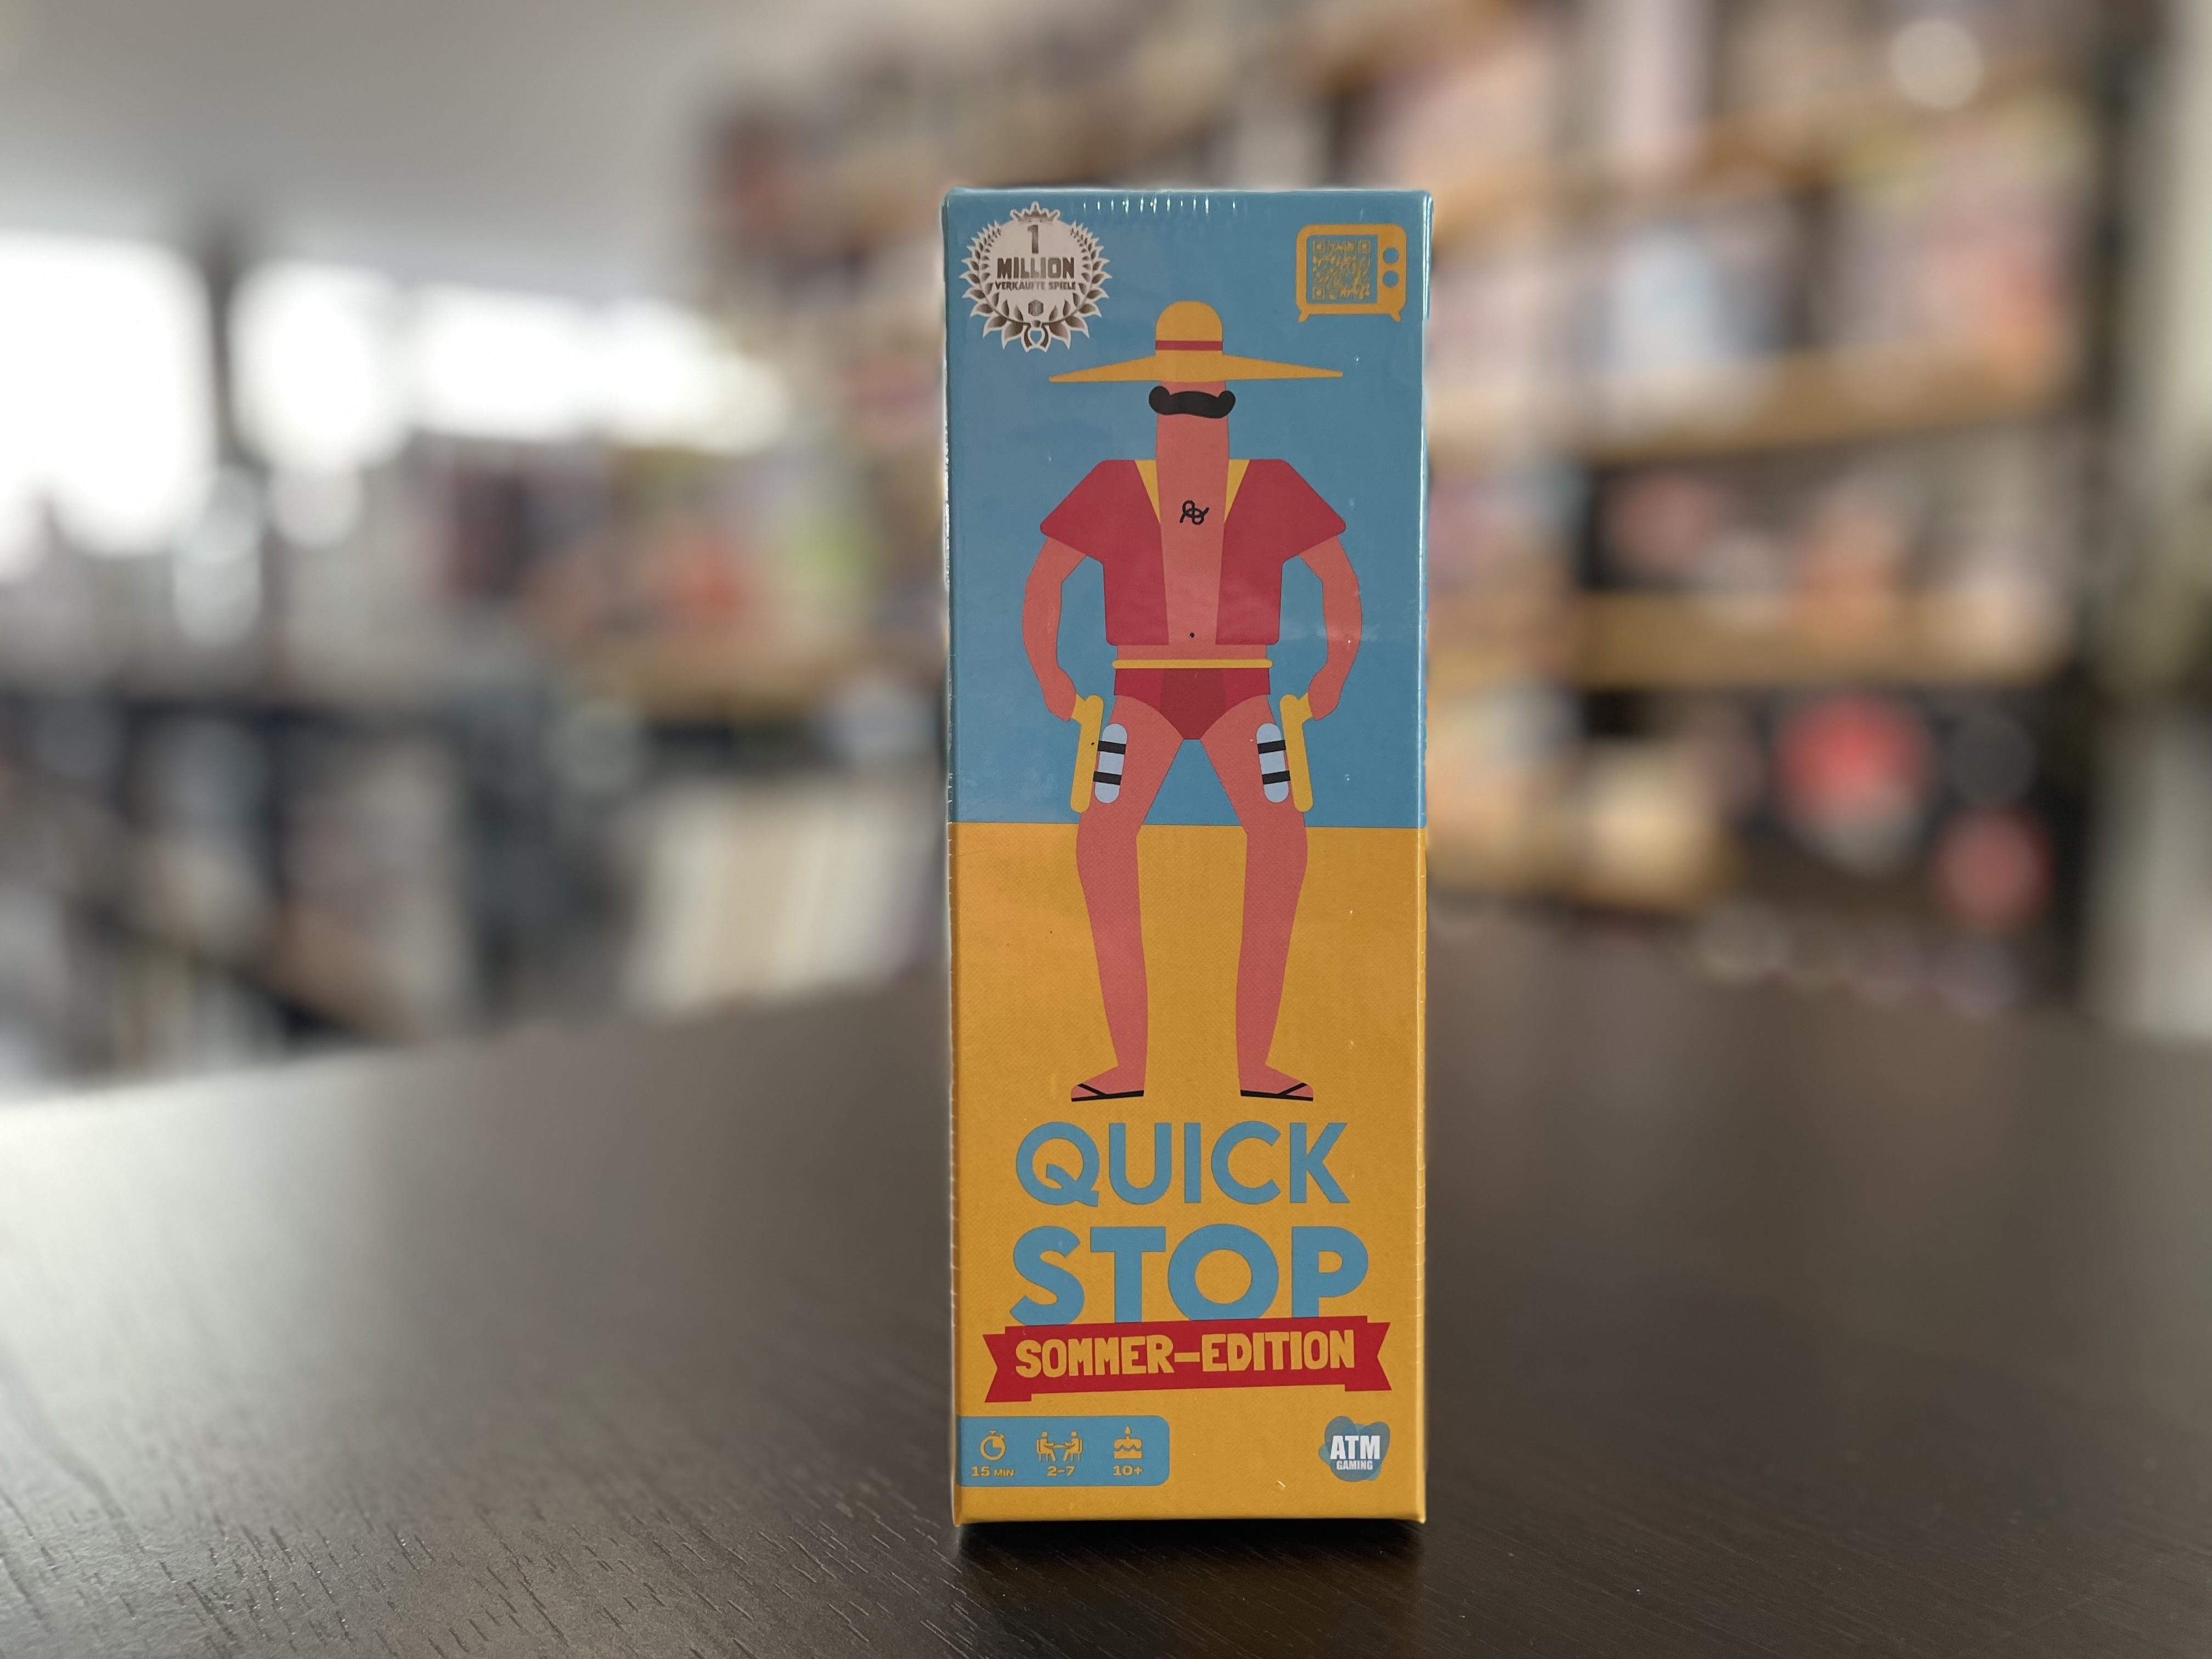 1
MILLION
VERKAUFTE SPIELE
QUICK
STOP
SOMMER-EDITION
15 MIN
2-7
10+
ATM
GAMING